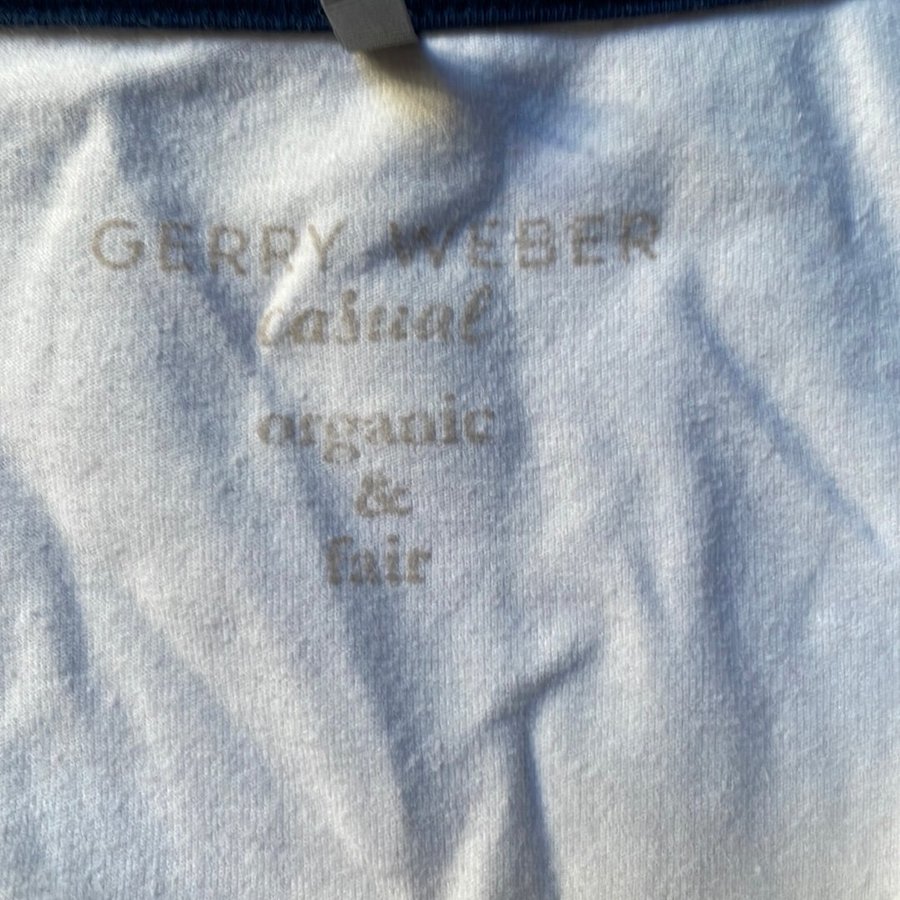 GERRY WEBER
casual
organic
&
fair